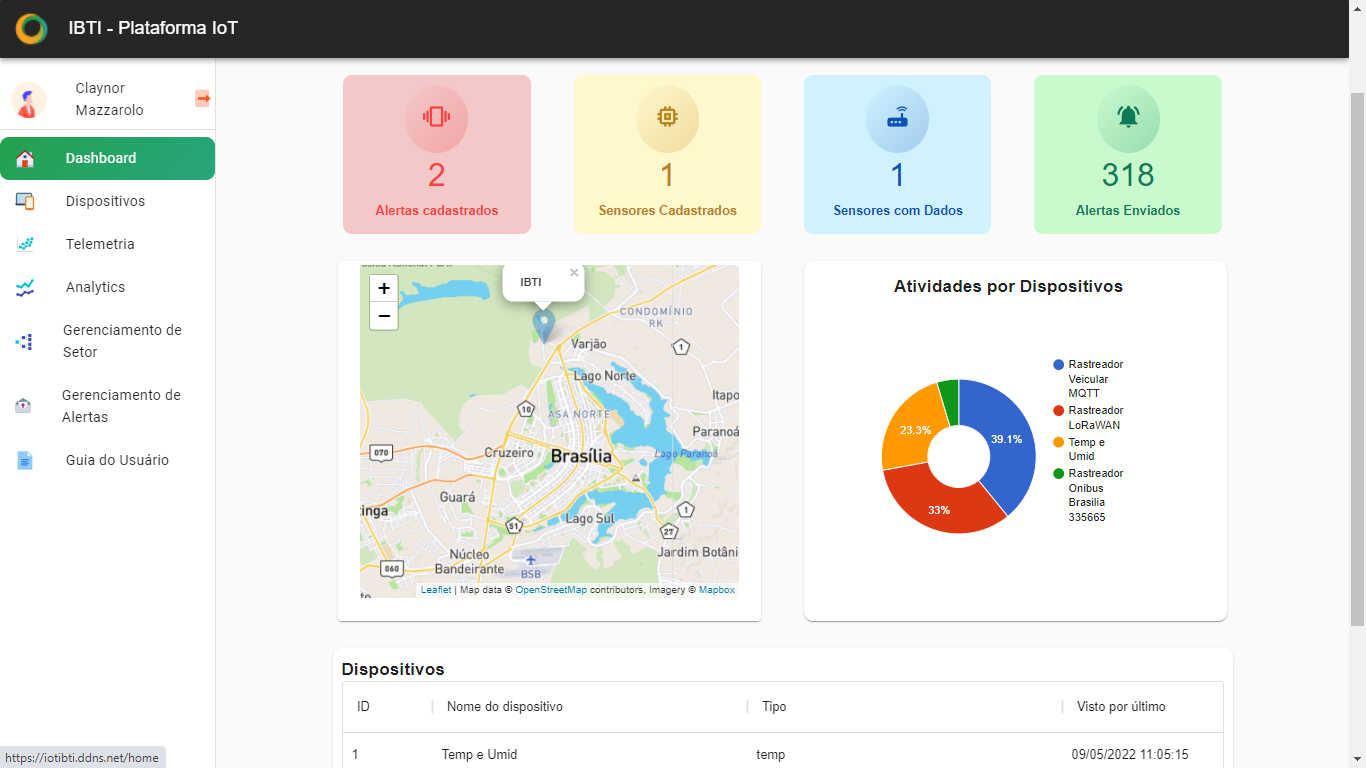 IBTI - Plataforma IoT
Claynor
Mazzarolo
Dashboard
Dispositivos
Telemetria
Analytics
Gerenciamento de
Setor
Gerenciamento de
Alertas
Guia do Usuário
2
Alertas cadastrados
1
Sensores Cadastrados
1
Sensores com Dados
318
Alertas Enviados
+
−
IBTI
×
CONDOMÍNIO
RK
1
Varjão
Lago Norte
Itapo
10
ASA NORTE
Paranoá
070
Cruzeiro
Brasília
Lago Paranoá
Guará
inga
1
51
Lago Sul
27
Núcleo
Bandeirante
Jardim Botâni
060
BSB
Leaflet | Map data © OpenStreetMap contributors, Imagery © Mapbox
Atividades por Dispositivos
39.1%
33%
23.3%
Rastreador
Veicular
MQTT
Rastreador
LoRaWAN
Temp e
Umid
Rastreador
Onibus
Brasilia
335665
Dispositivos
ID Nome do dispositivo Tipo Visto por último
1 Temp e Umid temp 09/05/2022 11:05:15
https://iotibti.ddns.net/home